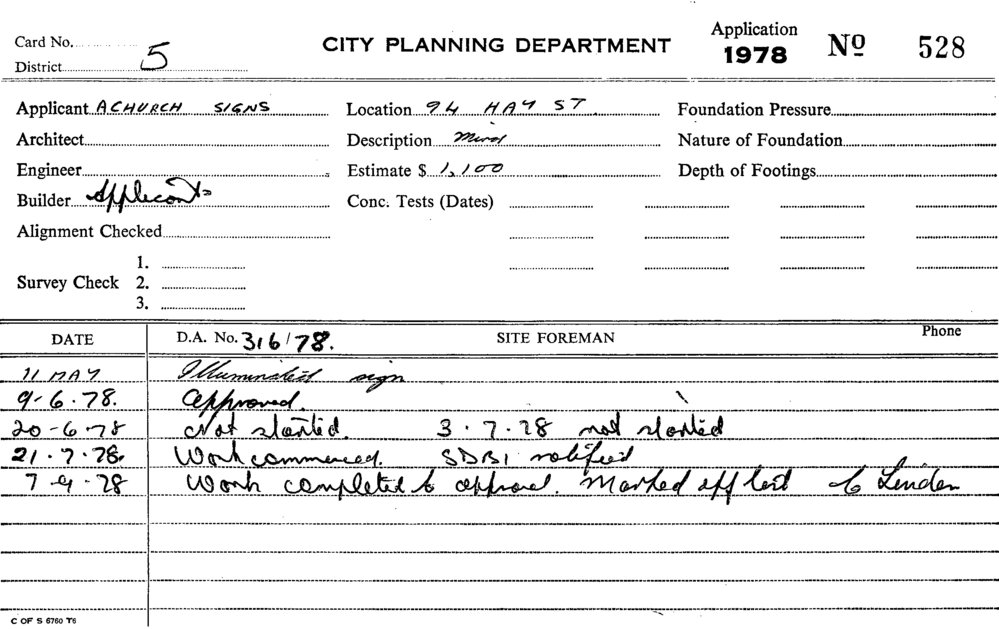 Card No. CITY PLANNING DEPARTMENT Application 1978 Nº 528
District 5
Applicant ACHURCH SIGNS Location 94 HAY ST Foundation Pressure
Architect Description Minor Nature of Foundation
Engineer Estimate $ 1,100 Depth of Footings
Builder Applicant Conc. Tests (Dates)
Alignment Checked
1.
Survey Check 2.
3.
DATE D.A. No. 316/78. SITE FOREMAN Phone
11 MAY Illuminated sign
9-6.78. Approved.
20-6-78 Not started. 3.7.78 not started
21.7.78. Work commenced. SDBI notified
7-9-78 Work completed to approval. Marked off list C Linden
C OF S 6760 T6